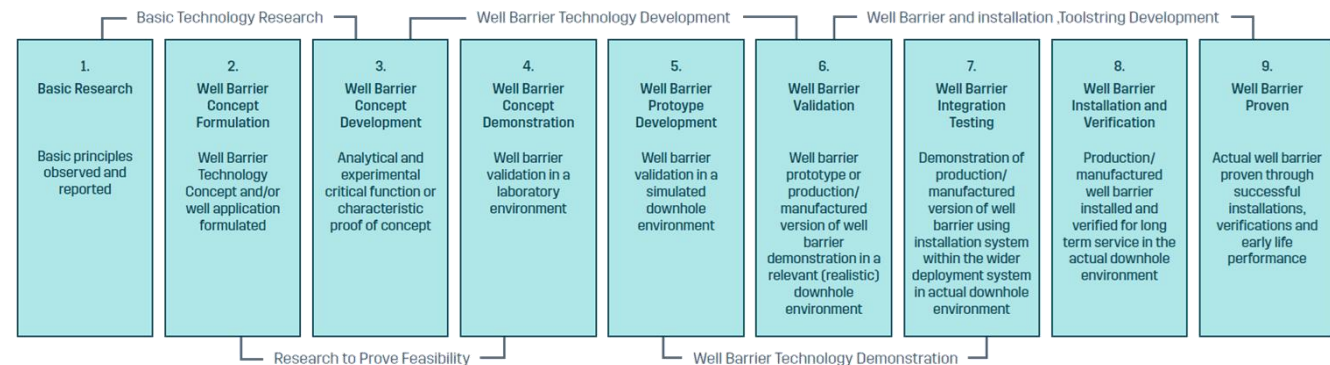 Basic Technology Research
Well Barrier Technology Development
Well Barrier and installation ,Toolstring Development
1.
Basic Research
Basic principles
observed and
reported
2.
Well Barrier
Concept
Formulation
Well Barrier
Technology
Concept and/or
well application
formulated
3.
Well Barrier
Concept
Development
Analytical and
experimental
critical function or
characteristic
proof of concept
4.
Well Barrier
Concept
Demonstration
Well barrier
validation in a
laboratory
environment
5.
Well Barrier
Protoype
Development
Well barrier
validation in a
simulated
downhole
environment
6.
Well Barrier
Validation
Well barrier
prototype or
production/
manufactured
version of well
barrier
demonstration in a
relevant (realistic)
downhole
environment
7.
Well Barrier
Integration
Testing
Demonstration of
production/
manufactured
version of well
barrier using
installation system
within the wider
deployment system
in actual downhole
environment
8.
Well Barrier
Installation and
Verification
Production/
manufactured
well barrier
installed and
verified for long
term service in the
actual downhole
environment
9.
Well Barrier
Proven
Actual well barrier
proven through
successful
installations,
verifications and
early life
performance
Research to Prove Feasibility
Well Barrier Technology Demonstration